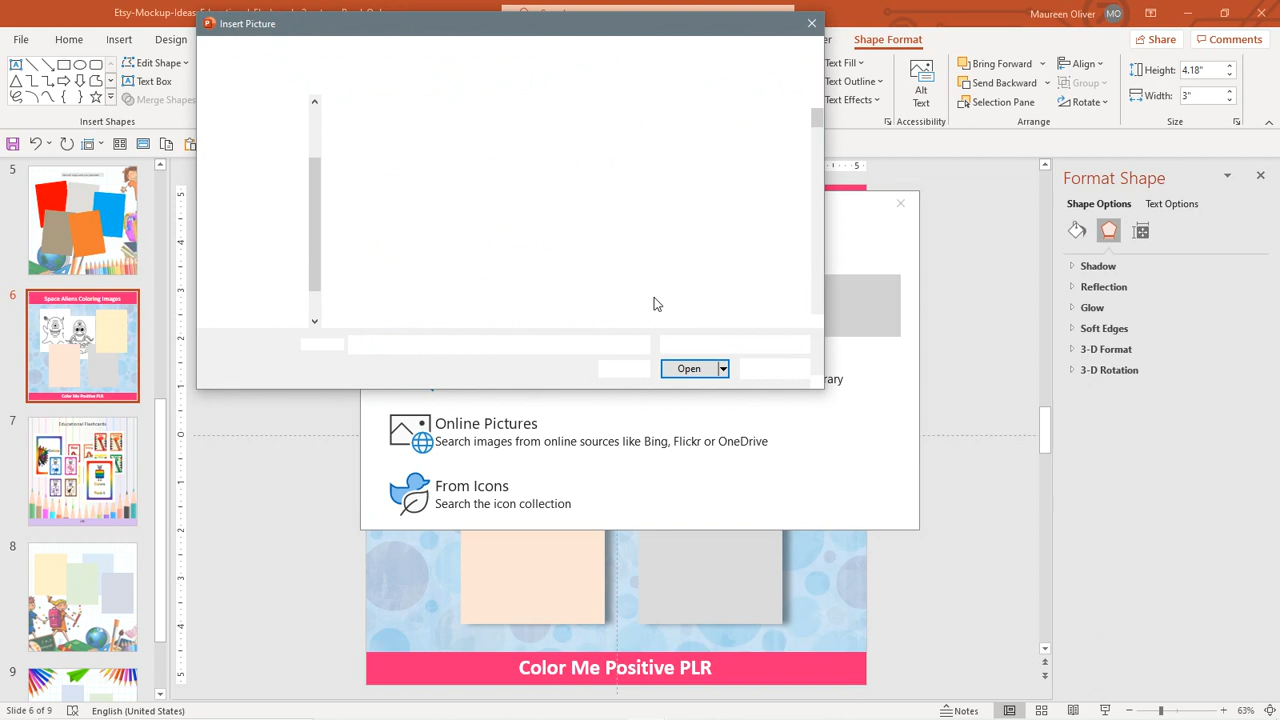 Insert Picture
Maureen Oliver
MO
File
Home
Insert
Design
Shape Format
Share
Comments
Edit Shape
Text Box
Merge Shapes
Insert Shapes
Text Fill
Text Outline
Text Effects
Alt
Text
Accessibility
Bring Forward
Send Backward
Selection Pane
Align
Group
Rotate
Arrange
Height:
4.18"
Width:
3"
Size
5
6
Space Aliens Coloring Images
Color Me Positive PLR
7
Educational Flashcards
8
9
Open
rary
Online Pictures
Search images from online sources like Bing, Flickr or OneDrive
From Icons
Search the icon collection
Color Me Positive PLR
Format Shape
Shape Options
Text Options
Shadow
Reflection
Glow
Soft Edges
3-D Format
3-D Rotation
Slide 6 of 9
English (United States)
Notes
63%